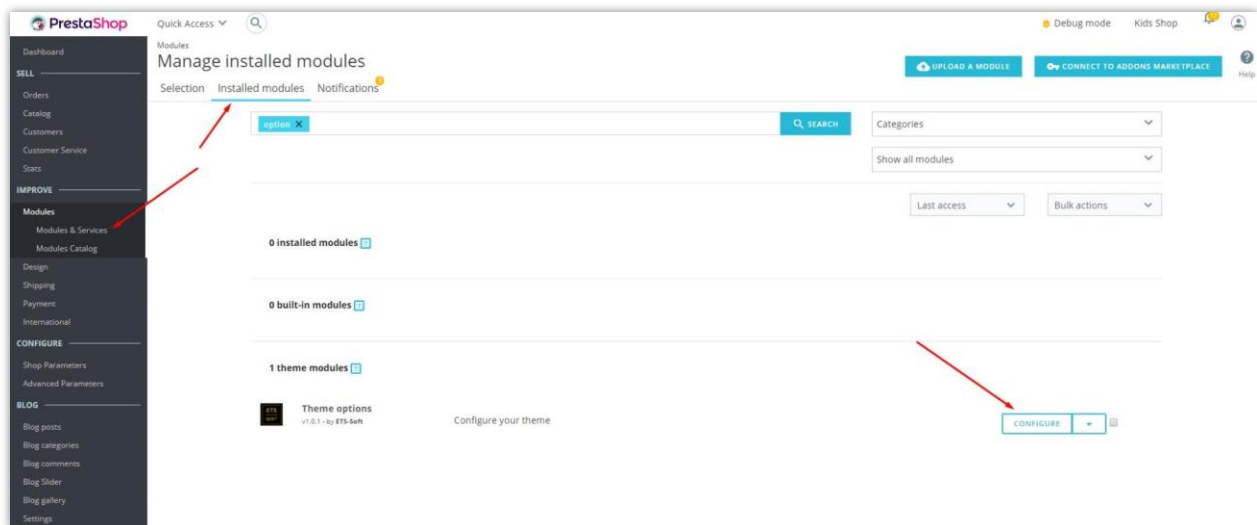 PrestaShop
Quick Access
Debug mode
Kids Shop
Dashboard
SELL
Orders
Catalog
Customers
Customer Service
Stats
IMPROVE
Modules
Modules & Services
Modules Catalog
Design
Shipping
Payment
International
CONFIGURE
Shop Parameters
Advanced Parameters
BLOG
Blog posts
Blog categories
Blog comments
Blog Slider
Blog gallery
Settings
Modules
Manage installed modules
UPLOAD A MODULE
CONNECT TO ADDONS MARKETPLACE
Help
Selection Installed modules Notifications
option X
SEARCH
Categories
Show all modules
Last access
Bulk actions
0 installed modules
0 built-in modules
1 theme modules
Theme options
v1.0.1 - by ETS-Soft
Configure your theme
CONFIGURE